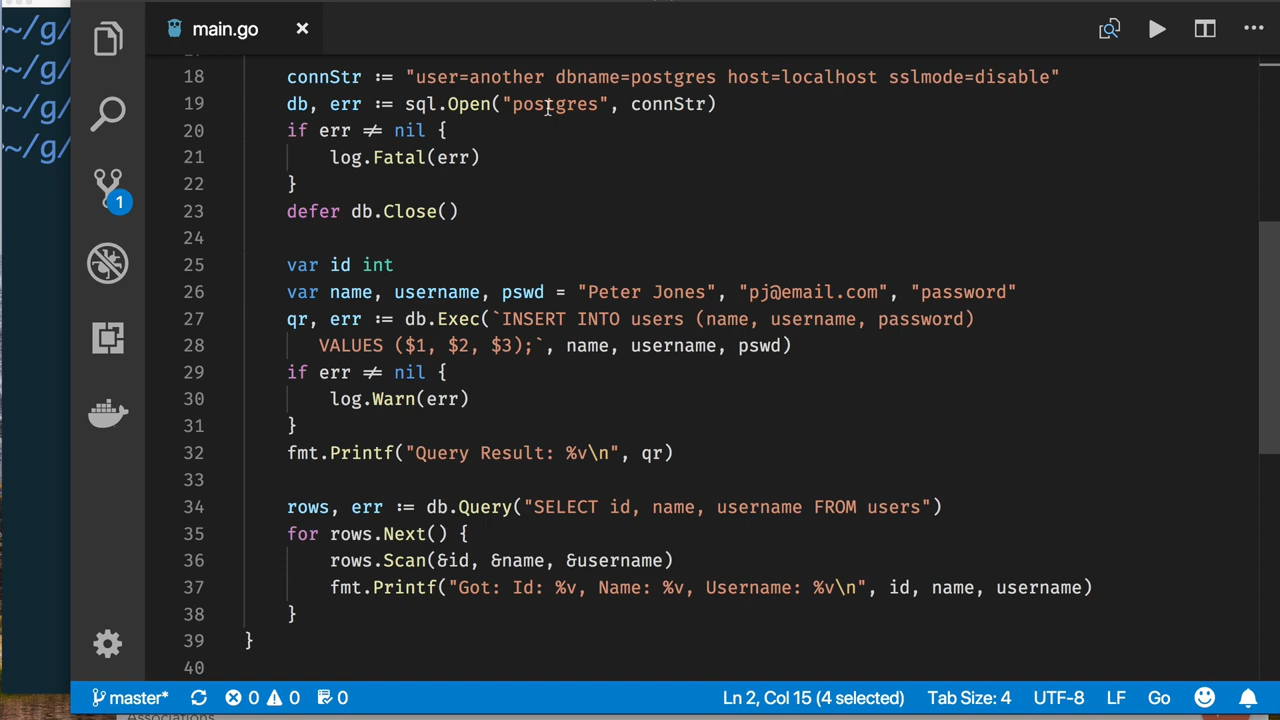 ~/g/
~/g/
~/g/
~/g/
main.go
18 connStr := "user=another dbname=postgres host=localhost sslmode=disable"
19 db, err := sql.Open("postgres", connStr)
20 if err ≠ nil {
21 log.Fatal(err)
22 }
23 defer db.Close()
24
25 var id int
26 var name, username, pswd = "Peter Jones", "pj@email.com", "password"
27 qr, err := db.Exec(`INSERT INTO users (name, username, password)
28 VALUES ($1, $2, $3);`, name, username, pswd)
29 if err ≠ nil {
30 log.Warn(err)
31 }
32 fmt.Printf("Query Result: %v\n", qr)
33
34 rows, err := db.Query("SELECT id, name, username FROM users")
35 for rows.Next() {
36 rows.Scan(&id, &name, &username)
37 fmt.Printf("Got: Id: %v, Name: %v, Username: %v\n", id, name, username)
38 }
39 }
40
1
master* 0 0 0 Ln 2, Col 15 (4 selected) Tab Size: 4 UTF-8 LF Go
Associations